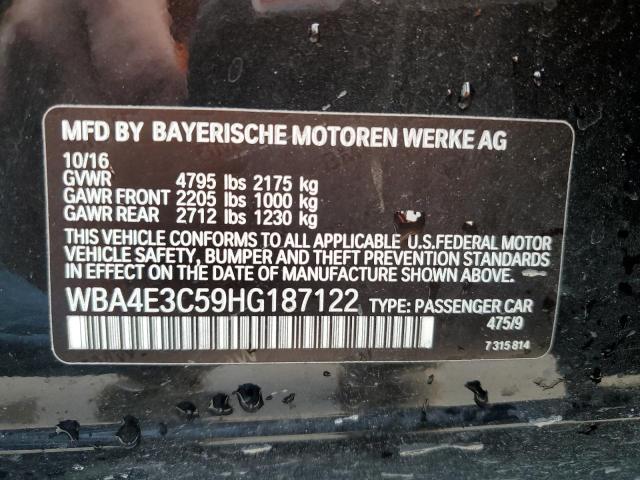 MFD BY BAYERISCHE MOTOREN WERKE AG
10/16
GVWR 4795 lbs 2175 kg
GAWR FRONT 2205 lbs 1000 kg
GAWR REAR 2712 lbs 1230 kg
THIS VEHICLE CONFORMS TO ALL APPLICABLE U.S.FEDERAL MOTOR
VEHICLE SAFETY, BUMPER AND THEFT PREVENTION STANDARDS
IN EFFECT ON THE DATE OF MANUFACTURE SHOWN ABOVE.
WBA4E3C59HG187122 TYPE: PASSENGER CAR
475/9
7 315 814